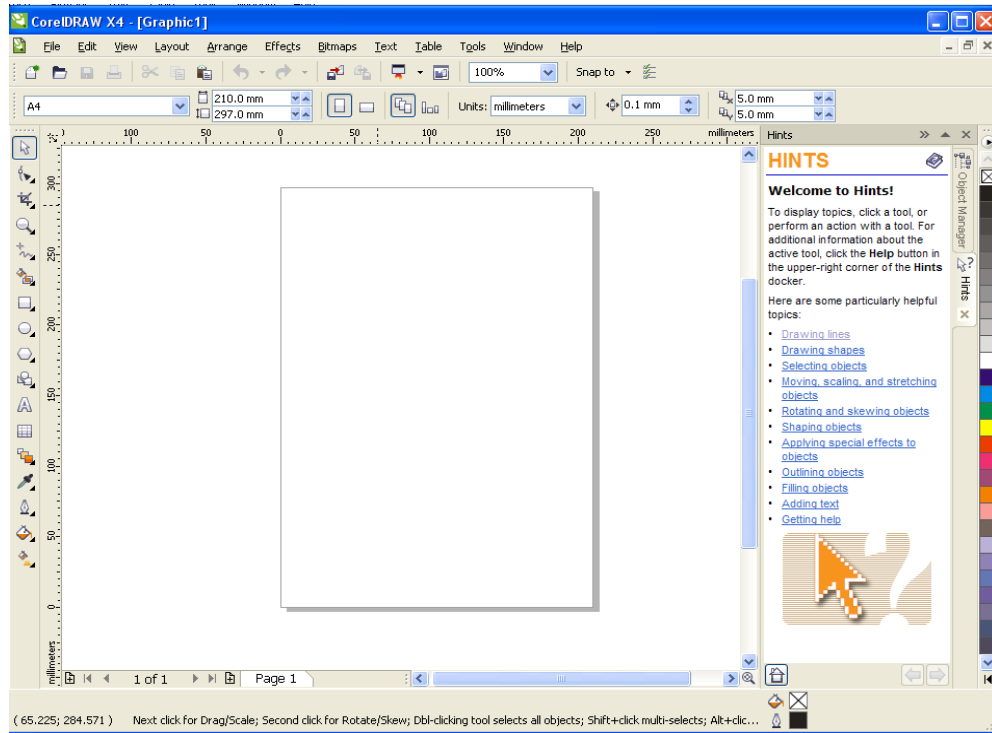 CorelDRAW X4 - [Graphic1]
File Edit View Layout Arrange Effects Bitmaps Text Table Tools Window Help
100% Snap to
A4 210.0 mm 297.0 mm Units: millimeters 0.1 mm 5.0 mm 5.0 mm
100 50 0 50 100 150 200 250 millimeters
300
250
200
150
100
50
0
millimeters
Hints
HINTS
Welcome to Hints!
To display topics, click a tool, or
perform an action with a tool. For
additional information about the
active tool, click the Help button in
the upper-right corner of the Hints
docker.
Here are some particularly helpful
topics:
• Drawing lines
• Drawing shapes
• Selecting objects
• Moving, scaling, and stretching
objects
• Rotating and skewing objects
• Shaping objects
• Applying special effects to
objects
• Outlining objects
• Filling objects
• Adding text
• Getting help
Object Manager
Hints
1 of 1 Page 1
( 65.225; 284.571 ) Next click for Drag/Scale; Second click for Rotate/Skew; Dbl-clicking tool selects all objects; Shift+click multi-selects; Alt+clic...